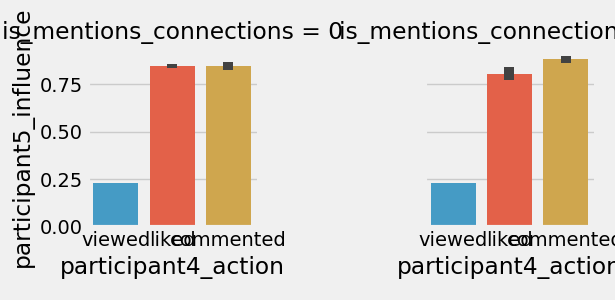 is_mentions_connections = 0
is_mentions_connection
participant5_influence
0.75
0.50
0.25
0.00
viewed liked commented
viewed liked commented
participant4_action
participant4_action